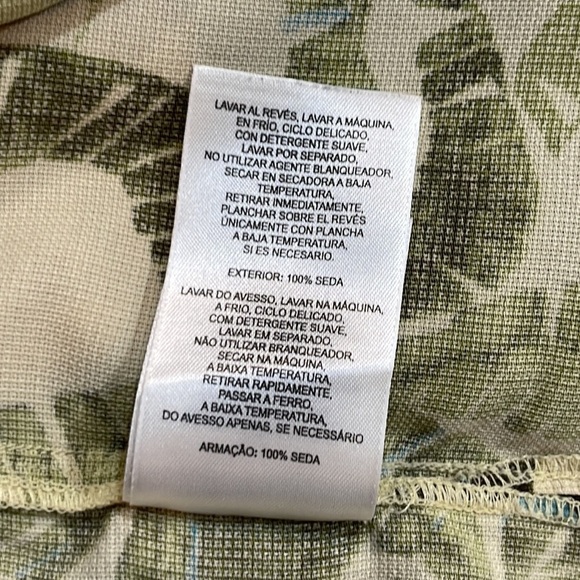 LAVAR AL REVÉS, LAVAR A MÁQUINA,
EN FRÍO, CICLO DELICADO,
CON DETERGENTE SUAVE,
LAVAR POR SEPARADO,
NO UTILIZAR AGENTE BLANQUEADOR,
SECAR EN SECADORA A BAJA
TEMPERATURA,
RETIRAR INMEDIATAMENTE,
PLANCHAR SOBRE EL REVÉS
ÚNICAMENTE CON PLANCHA
A BAJA TEMPERATURA,
SI ES NECESARIO.
EXTERIOR: 100% SEDA
LAVAR DO AVESSO, LAVAR NA MÁQUINA,
A FRIO, CICLO DELICADO,
COM DETERGENTE SUAVE,
LAVAR EM SEPARADO,
NÃO UTILIZAR BRANQUEADOR,
SECAR NA MÁQUINA,
A BAIXA TEMPERATURA,
RETIRAR RAPIDAMENTE,
PASSAR A FERRO,
A BAIXA TEMPERATURA,
DO AVESSO APENAS, SE NECESSÁRIO
ARMAÇÃO: 100% SEDA